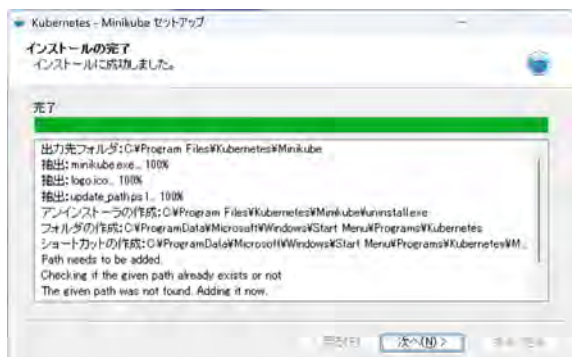 Kubernetes - Minikube セットアップ
インストールの完了
インストールに成功しました。
完了
出力先フォルダ:C¥Program Files¥Kubernetes¥Minikube
抽出: minikube.exe... 100%
抽出: logo.ico... 100%
抽出: update_path.ps1... 100%
アンインストーラの作成:C¥Program Files¥Kubernetes¥Minikube¥uninstall.exe
フォルダの作成:C¥ProgramData¥Microsoft¥Windows¥Start Menu¥Programs¥Kubernetes
ショートカットの作成:C¥ProgramData¥Microsoft¥Windows¥Start Menu¥Programs¥Kubernetes¥M...
Path needs to be added.
Checking if the given path already exists or not
The given path was not found. Adding it now.
次へ(N) >